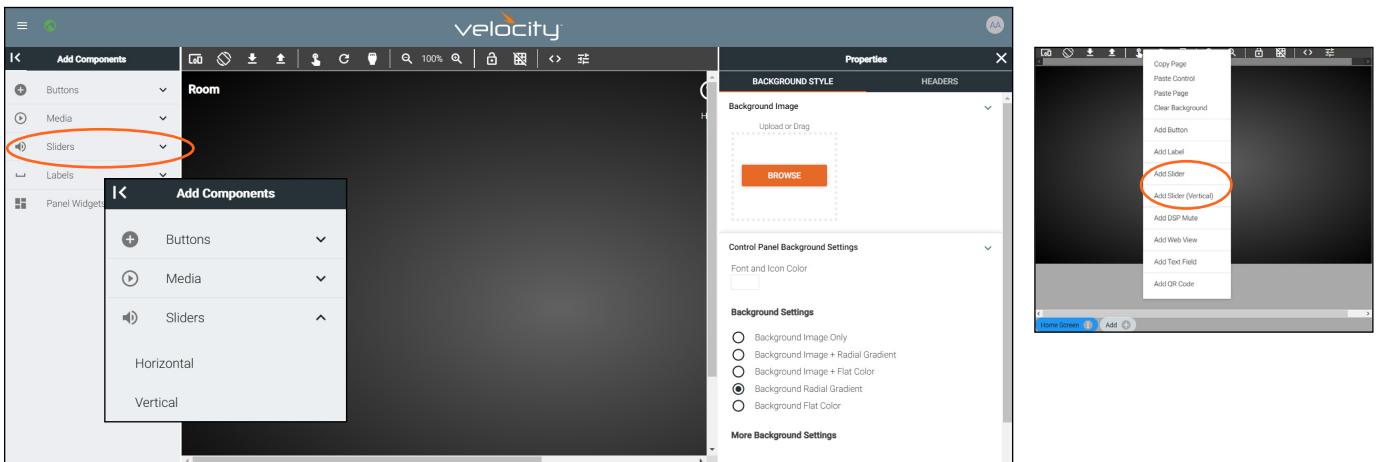 velocity
AA
Add Components
100%
Properties
Buttons
Media
Sliders
Labels
Panel Widgets
Room
H
BACKGROUND STYLE
HEADERS
Background Image
Upload or Drag
BROWSE
Control Panel Background Settings
Font and Icon Color
Background Settings
Background Image Only
Background Image + Radial Gradient
Background Image + Flat Color
Background Radial Gradient
Background Flat Color
More Background Settings
Add Components
Buttons
Media
Sliders
Horizontal
Vertical
Copy Page
Paste Control
Paste Page
Clear Background
Add Button
Add Label
Add Slider
Add Slider (Vertical)
Add DSP Mute
Add Web View
Add Text Field
Add QR Code
Home Screen
Add